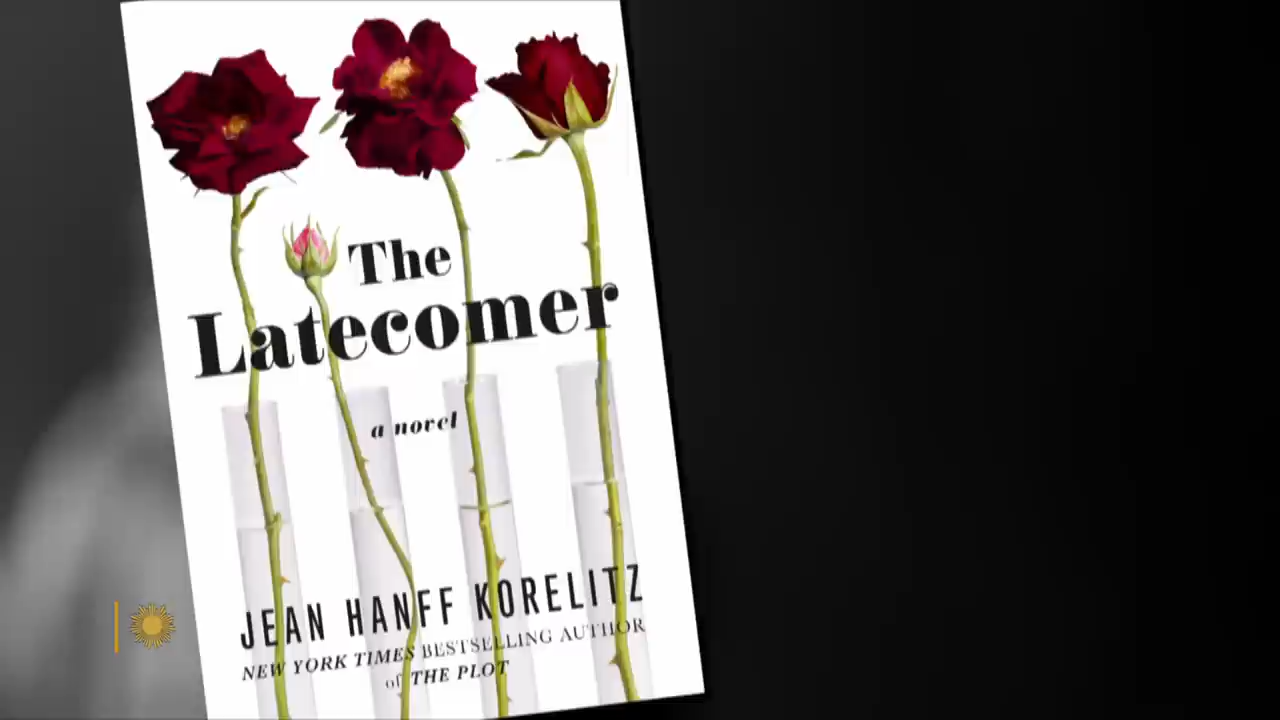 The
Latecomer
a novel
JEAN HANFF KORELITZ
NEW YORK TIMES BESTSELLING AUTHOR
of THE PLOT